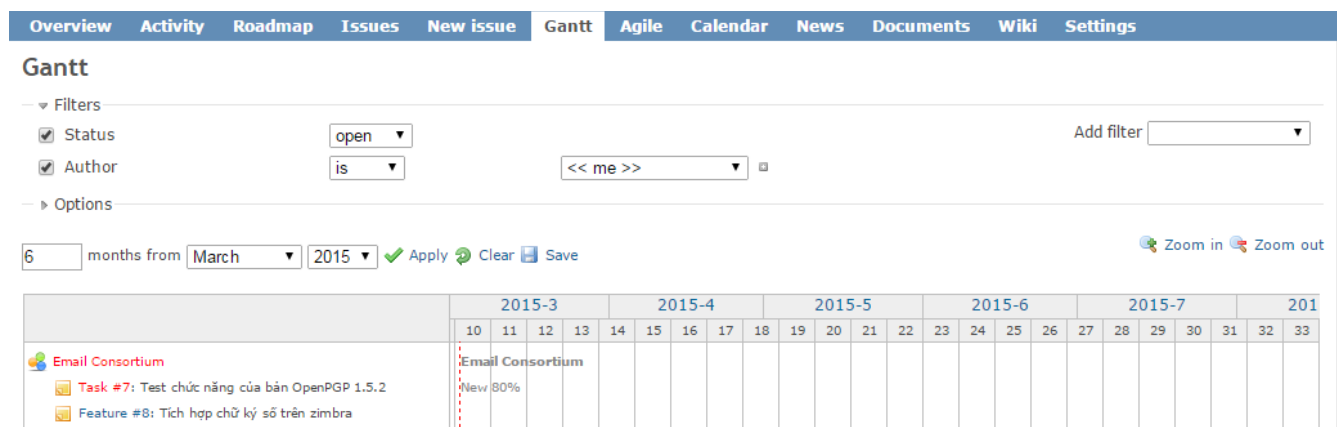 Overview Activity Roadmap Issues New issue Gantt Agile Calendar News Documents Wiki Settings
Gantt
Filters
Status open Add filter
Author is << me >>
Options
6 months from March 2015 Apply Clear Save Zoom in Zoom out
2015-3 2015-4 2015-5 2015-6 2015-7 201
10 11 12 13 14 15 16 17 18 19 20 21 22 23 24 25 26 27 28 29 30 31 32 33
Email Consortium Email Consortium
Task #7: Test chức năng của bản OpenPGP 1.5.2 New 80%
Feature #8: Tích hợp chữ ký số trên zimbra